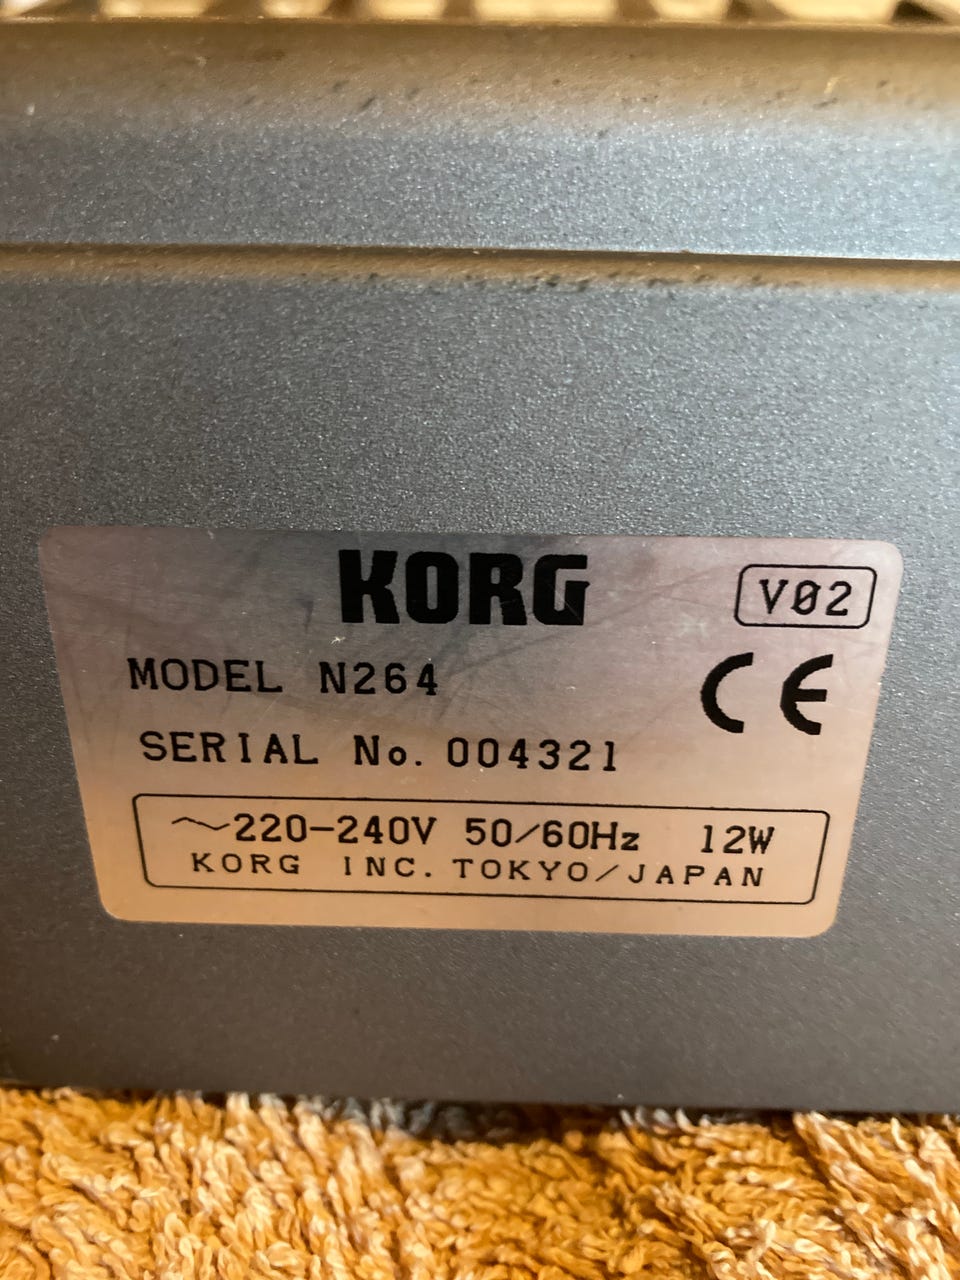 KORG
V02
MODEL N264
CE
SERIAL No. 004321
~220-240V 50/60Hz 12W
KORG INC. TOKYO/JAPAN